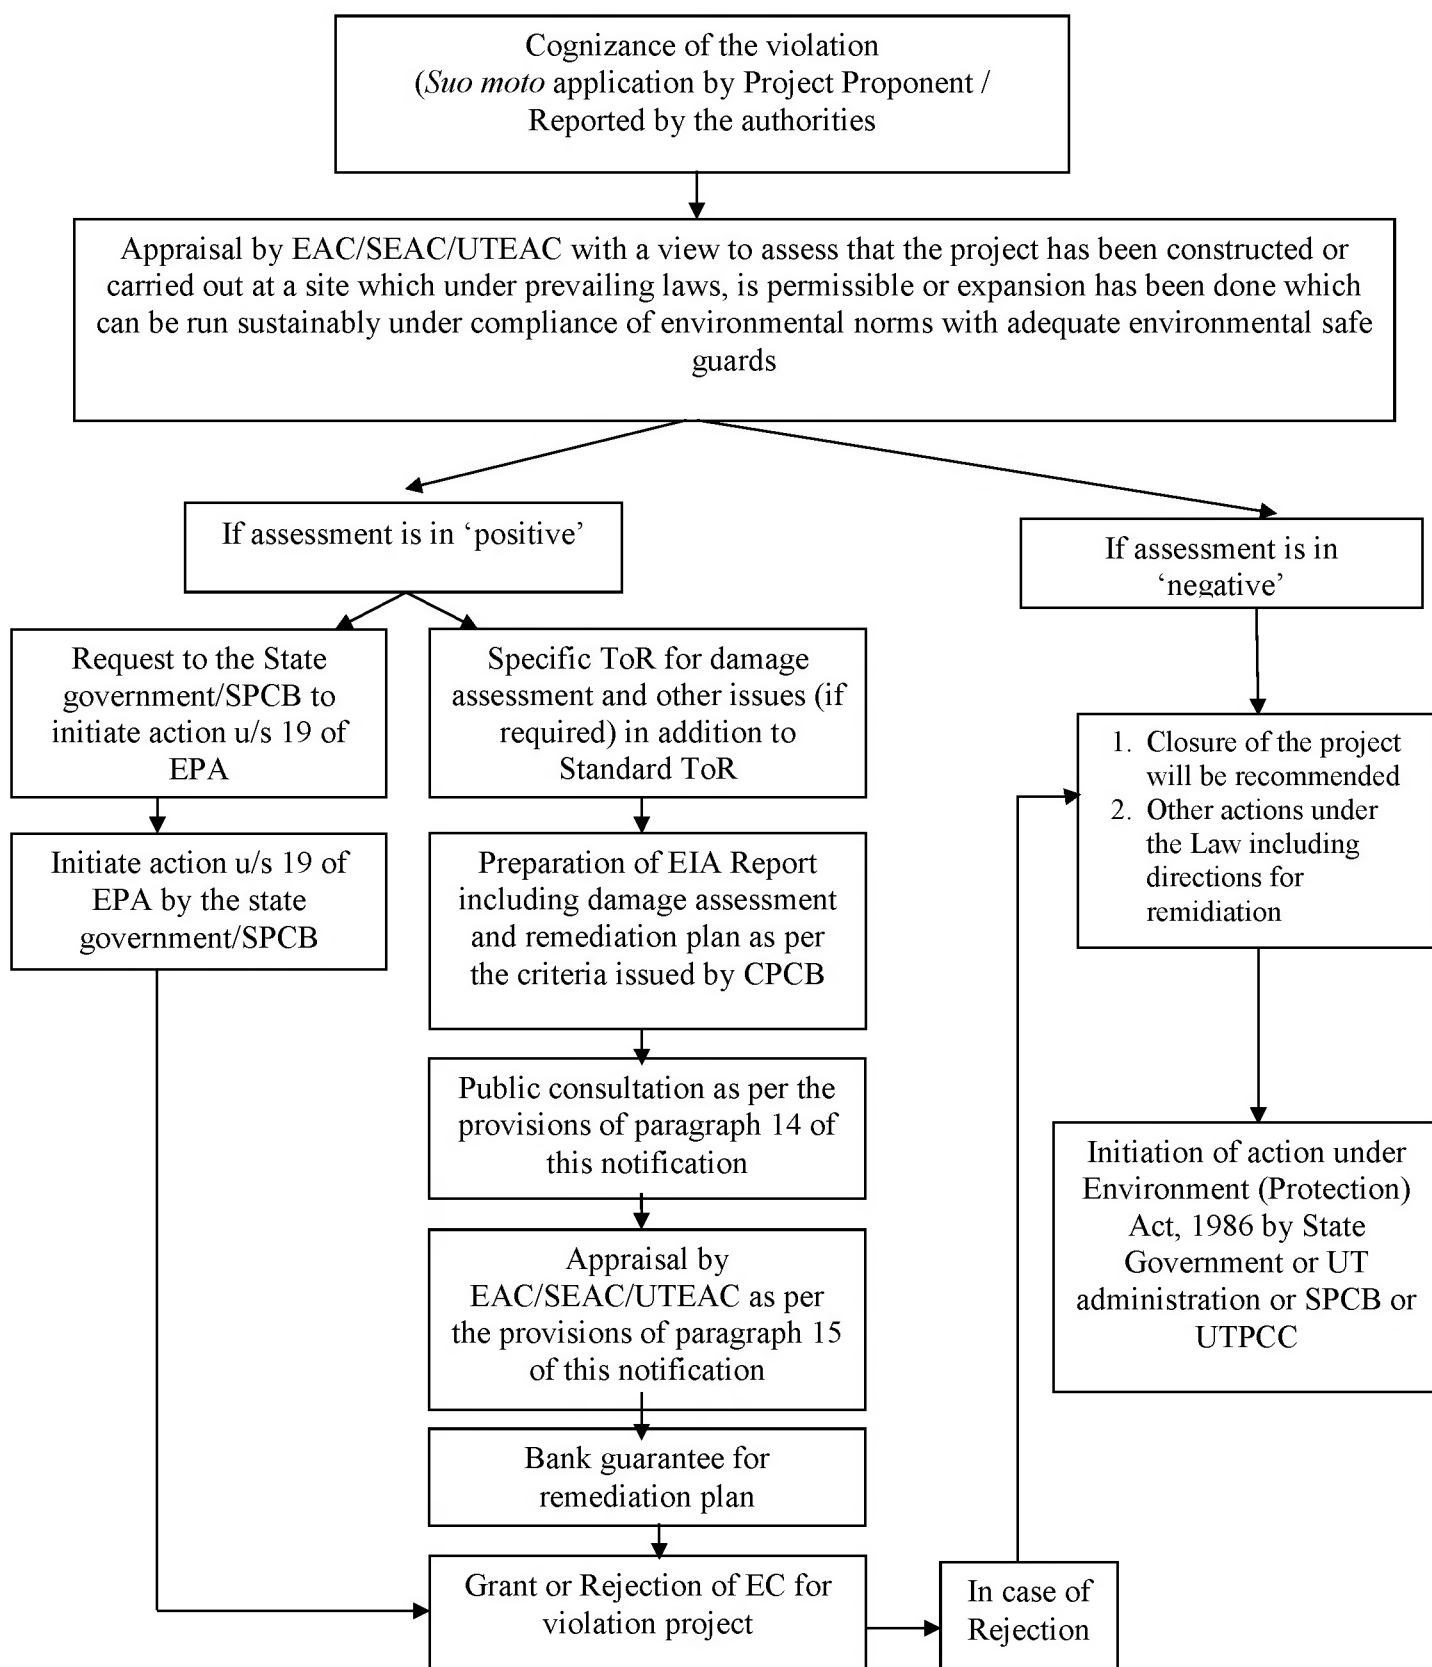 Cognizance of the violation
(Suo moto application by Project Proponent /
Reported by the authorities
Appraisal by EAC/SEAC/UTEAC with a view to assess that the project has been constructed or
carried out at a site which under prevailing laws, is permissible or expansion has been done which
can be run sustainably under compliance of environmental norms with adequate environmental safe
guards
If assessment is in ‘positive’
If assessment is in
‘negative’
Request to the State
government/SPCB to
initiate action u/s 19 of
EPA
Specific ToR for damage
assessment and other issues (if
required) in addition to
Standard ToR
1. Closure of the project
will be recommended
2. Other actions under
the Law including
directions for
remidiation
Initiate action u/s 19 of
EPA by the state
government/SPCB
Preparation of EIA Report
including damage assessment
and remediation plan as per
the criteria issued by CPCB
Public consultation as per the
provisions of paragraph 14 of
this notification
Initiation of action under
Environment (Protection)
Act, 1986 by State
Government or UT
administration or SPCB or
UTPCC
Appraisal by
EAC/SEAC/UTEAC as per
the provisions of paragraph 15
of this notification
Bank guarantee for
remediation plan
Grant or Rejection of EC for
violation project
In case of
Rejection